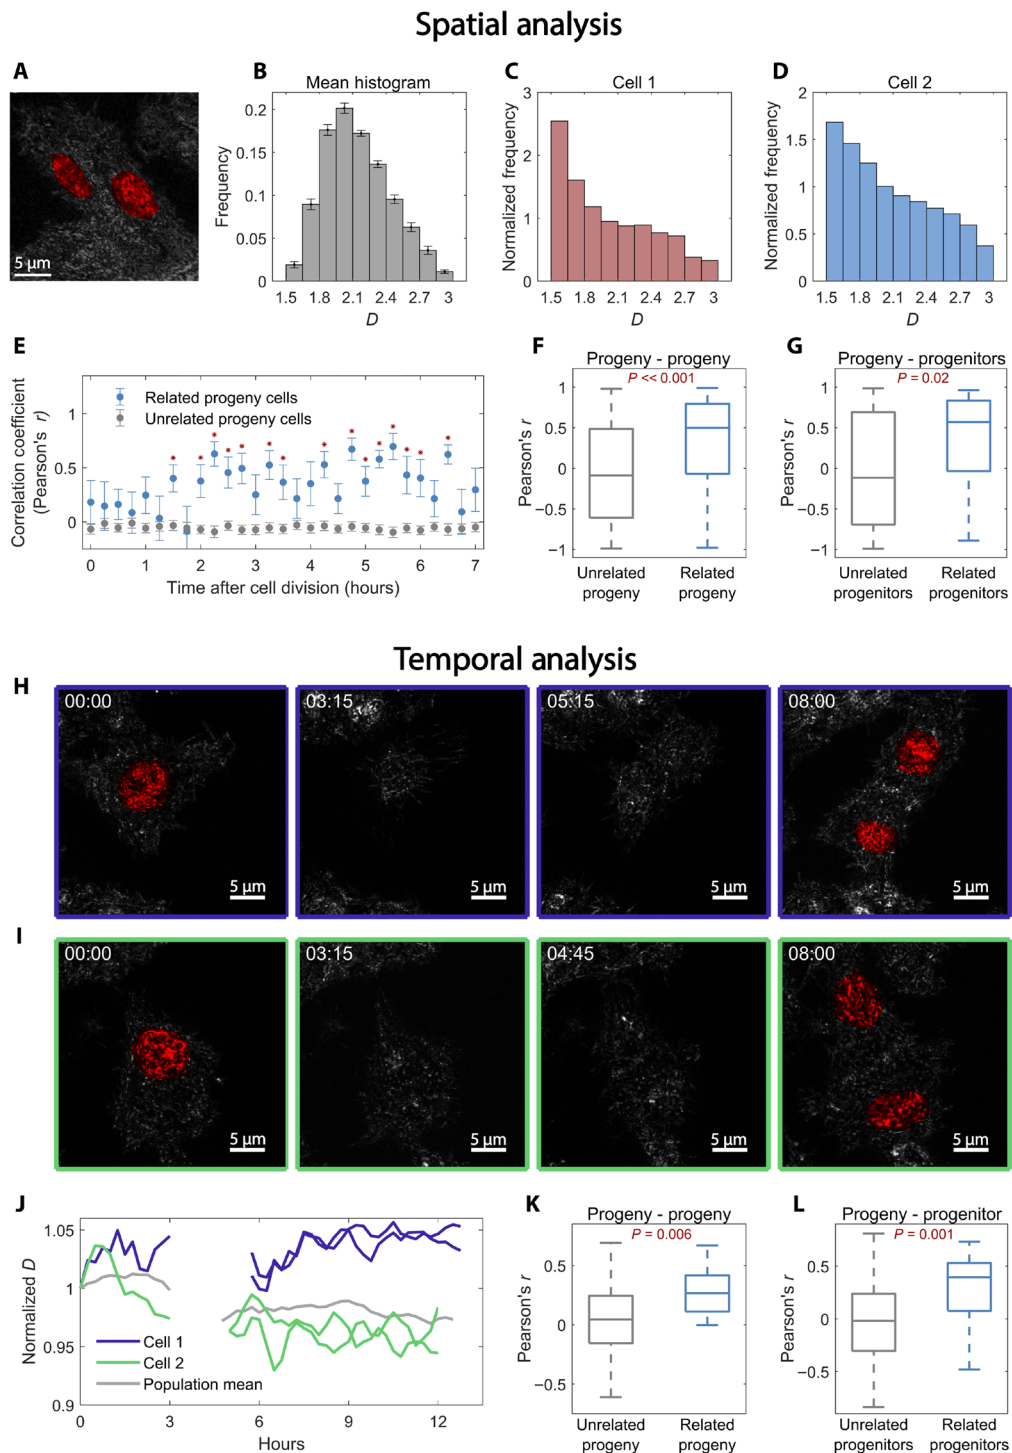 Spatial analysis
A
5 µm
B
Mean histogram
Frequency
0.2
0.15
0.1
0.05
0
1.5 1.8 2.1 2.4 2.7 3
D
C
Cell 1
Normalized frequency
3
2
1
0
1.5 1.8 2.1 2.4 2.7 3
D
D
Cell 2
Normalized frequency
2
1.5
1
0.5
0
1.5 1.8 2.1 2.4 2.7 3
D
E
Correlation coefficient
(Pearson's r)
1
0.5
0
Related progeny cells
Unrelated progeny cells
0 1 2 3 4 5 6 7
Time after cell division (hours)
F
Progeny - progeny
P << 0.001
Pearson's r
1
0.5
0
−0.5
−1
Unrelated progeny
Related progeny
G
Progeny - progenitors
P = 0.02
Pearson's r
1
0.5
0
−0.5
−1
Unrelated progenitors
Related progenitors
Temporal analysis
H
00:00
5 µm
03:15
5 µm
05:15
5 µm
08:00
5 µm
I
00:00
5 µm
03:15
5 µm
04:45
5 µm
08:00
5 µm
J
Normalized D
1.05
1
0.95
0.9
Cell 1
Cell 2
Population mean
0 3 6 9 12
Hours
K
Progeny - progeny
P = 0.006
Pearson's r
0.5
0
−0.5
Unrelated progeny
Related progeny
L
Progeny - progenitor
P = 0.001
Pearson's r
0.5
0
−0.5
Unrelated progenitors
Related progenitors